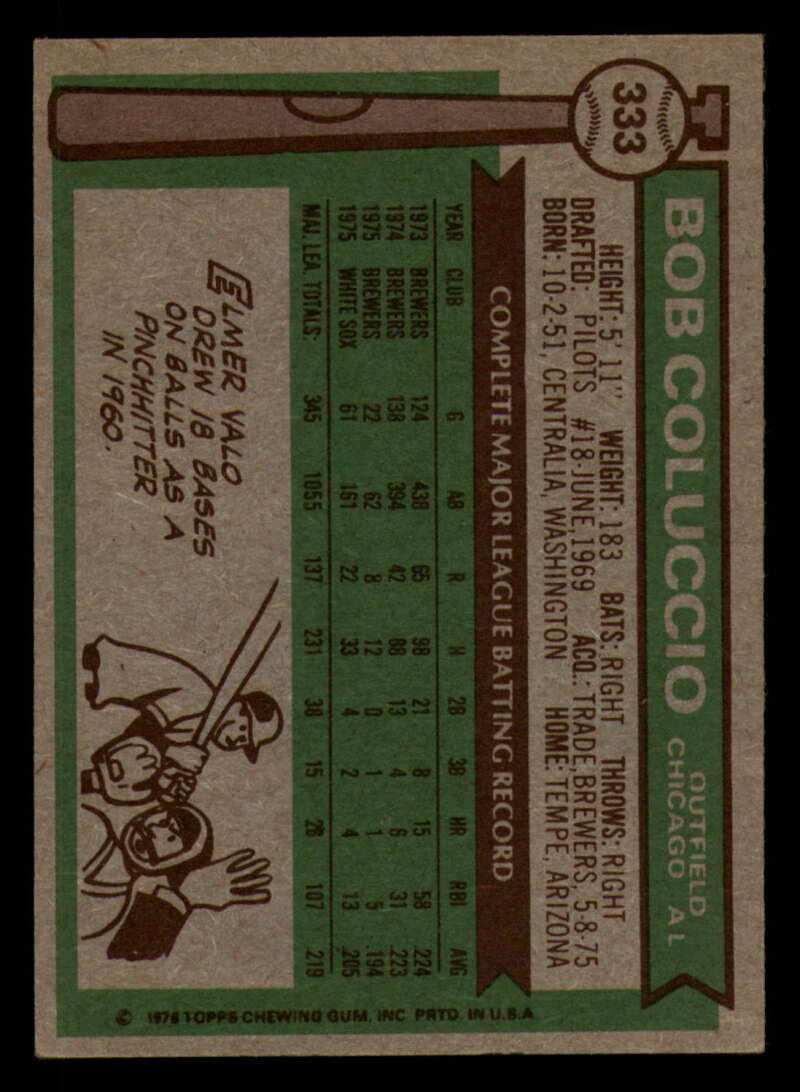 333
BOB COLUCCIO
OUTFIELD
CHICAGO AL
HEIGHT: 5' 11" WEIGHT: 183 BATS: RIGHT THROWS: RIGHT
DRAFTED: PILOTS #18-JUNE, 1969 ACQ.: TRADE, BREWERS, 5-8-75
BORN: 10-2-51, CENTRALIA, WASHINGTON HOME: TEMPE, ARIZONA
COMPLETE MAJOR LEAGUE BATTING RECORD
YEAR CLUB G AB R H 2B 3B HR RBI AVG
1973 BREWERS 124 438 65 98 21 8 15 58 .224
1974 BREWERS 138 394 42 88 13 4 6 31 .223
1975 BREWERS 22 62 8 12 0 1 1 5 .194
1975 WHITE SOX 61 161 22 33 4 2 4 13 .205
MAJ. LEA. TOTALS: 345 1055 137 231 38 15 26 107 .219
ELMER VALO
DREW 18 BASES
ON BALLS AS A
PINCHHITTER
IN 1960.
© 1976 TOPPS CHEWING GUM, INC PRTD. IN U.S.A